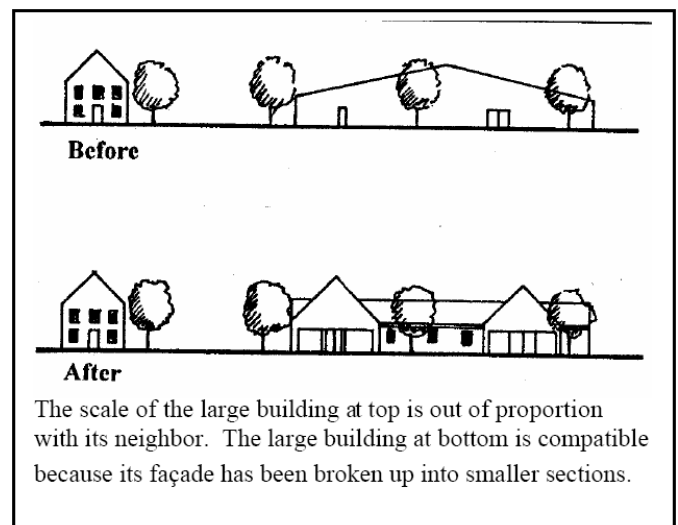 Before
After
The scale of the large building at top is out of proportion
with its neighbor.  The large building at bottom is compatible
because its façade has been broken up into smaller sections.